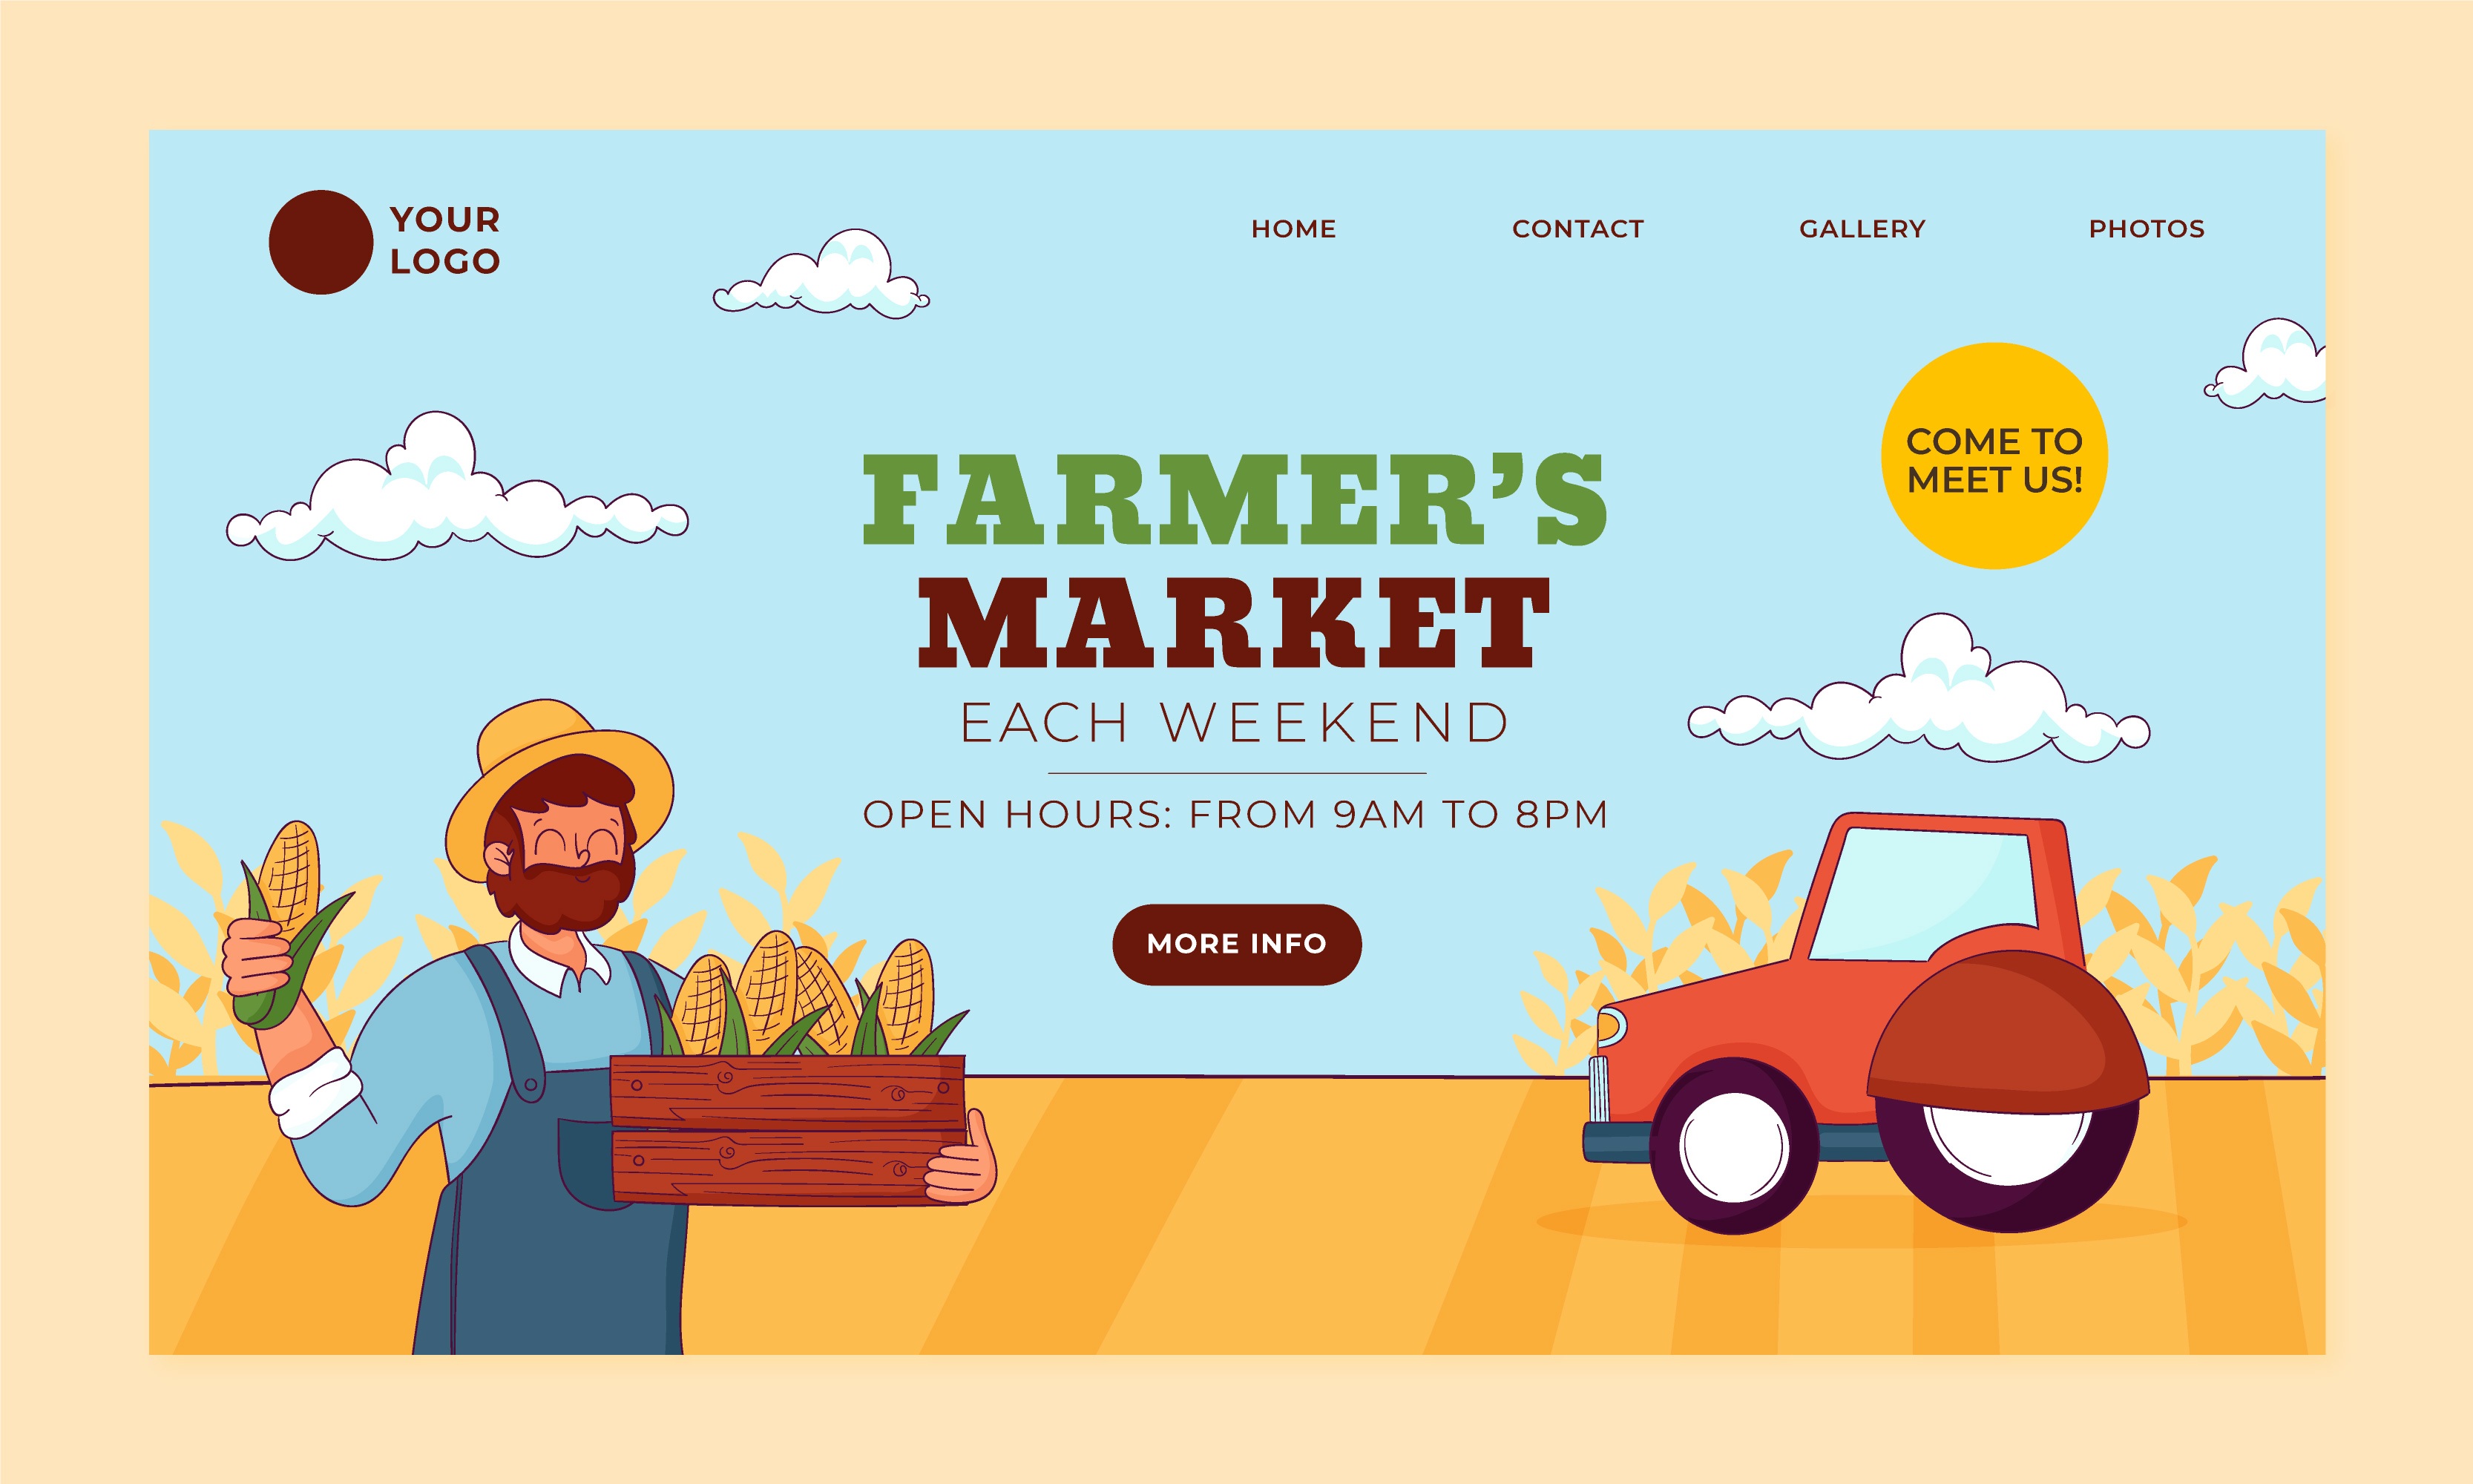 YOUR
LOGO
HOME CONTACT GALLERY PHOTOS
COME TO
MEET US!
FARMER’S
MARKET
EACH WEEKEND
OPEN HOURS: FROM 9AM TO 8PM
MORE INFO